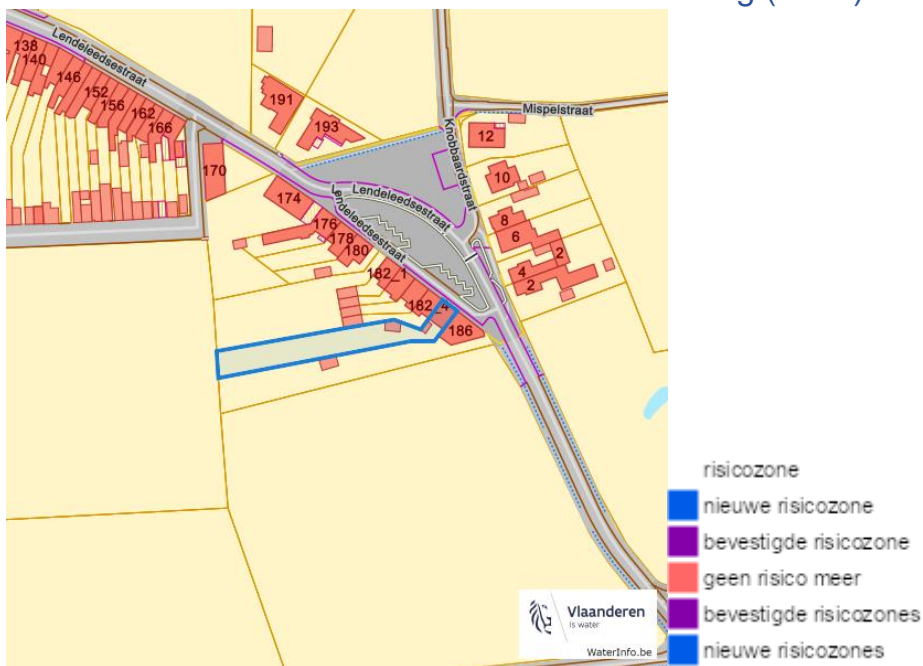 138
140
Lendeleedsestraat
146
152
156
162
166
170
191
193
174
Lendeleedsestraat
Lendeleedsestraat
176
178
180
182_1
186
Knobbaardstraat
Mispelstraat
12
10
8
6
2
4
2
Vlaanderen
is water
WaterInfo.be
risicozone
nieuwe risicozone
bevestigde risicozone
geen risico meer
bevestigde risicozones
nieuwe risicozones